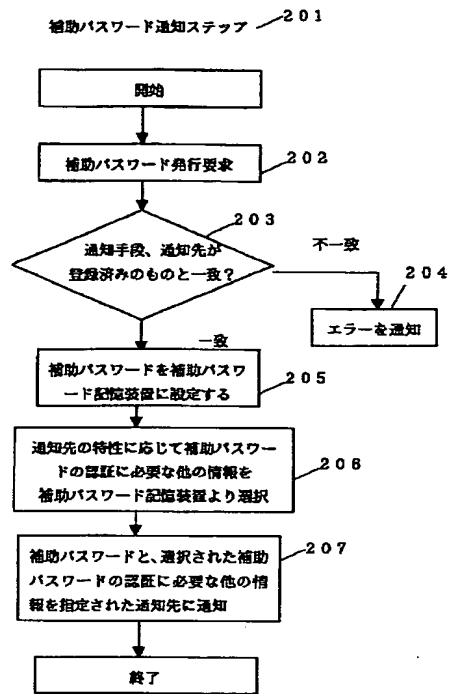 補助パスワード通知ステップ
201
開始
補助パスワード発行要求
202
203
通知手段、通知先が
登録済みのものと一致?
不一致
204
エラーを通知
一致
補助パスワードを補助パスワ
ード記憶装置に設定する
205
通知先の特性に応じて補助パスワー
ドの認証に必要な他の情報を
補助パスワード記憶装置より選択
206
補助パスワードと、選択された補助
パスワードの認証に必要な他の情
報を指定された通知先に通知
207
終了